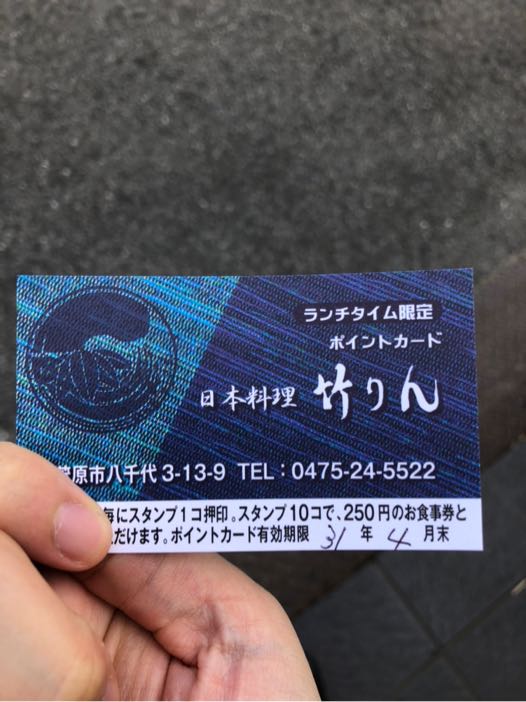 ランチタイム限定
ポイントカード
日本料理 竹りん
原市八千代3-13-9 TEL:0475-24-5522
毎にスタンプ1コ押印。スタンプ10コで、250円のお食事券と
だけます。ポイントカード有効期限 31 年 4 月末